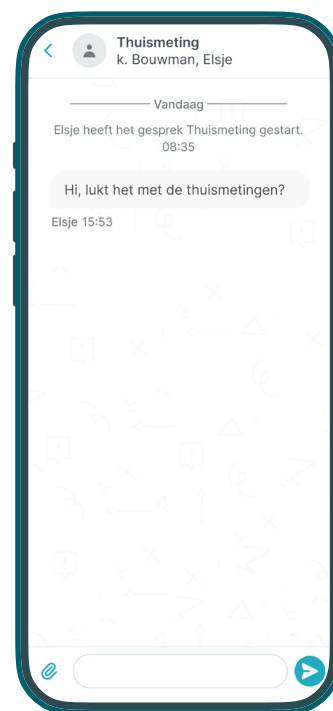 Thuismeting
k. Bouwman, Elsje
Vandaag
Elsje heeft het gesprek Thuismeting gestart.
08:35
Hi, lukt het met de thuismetingen?
Elsje 15:53